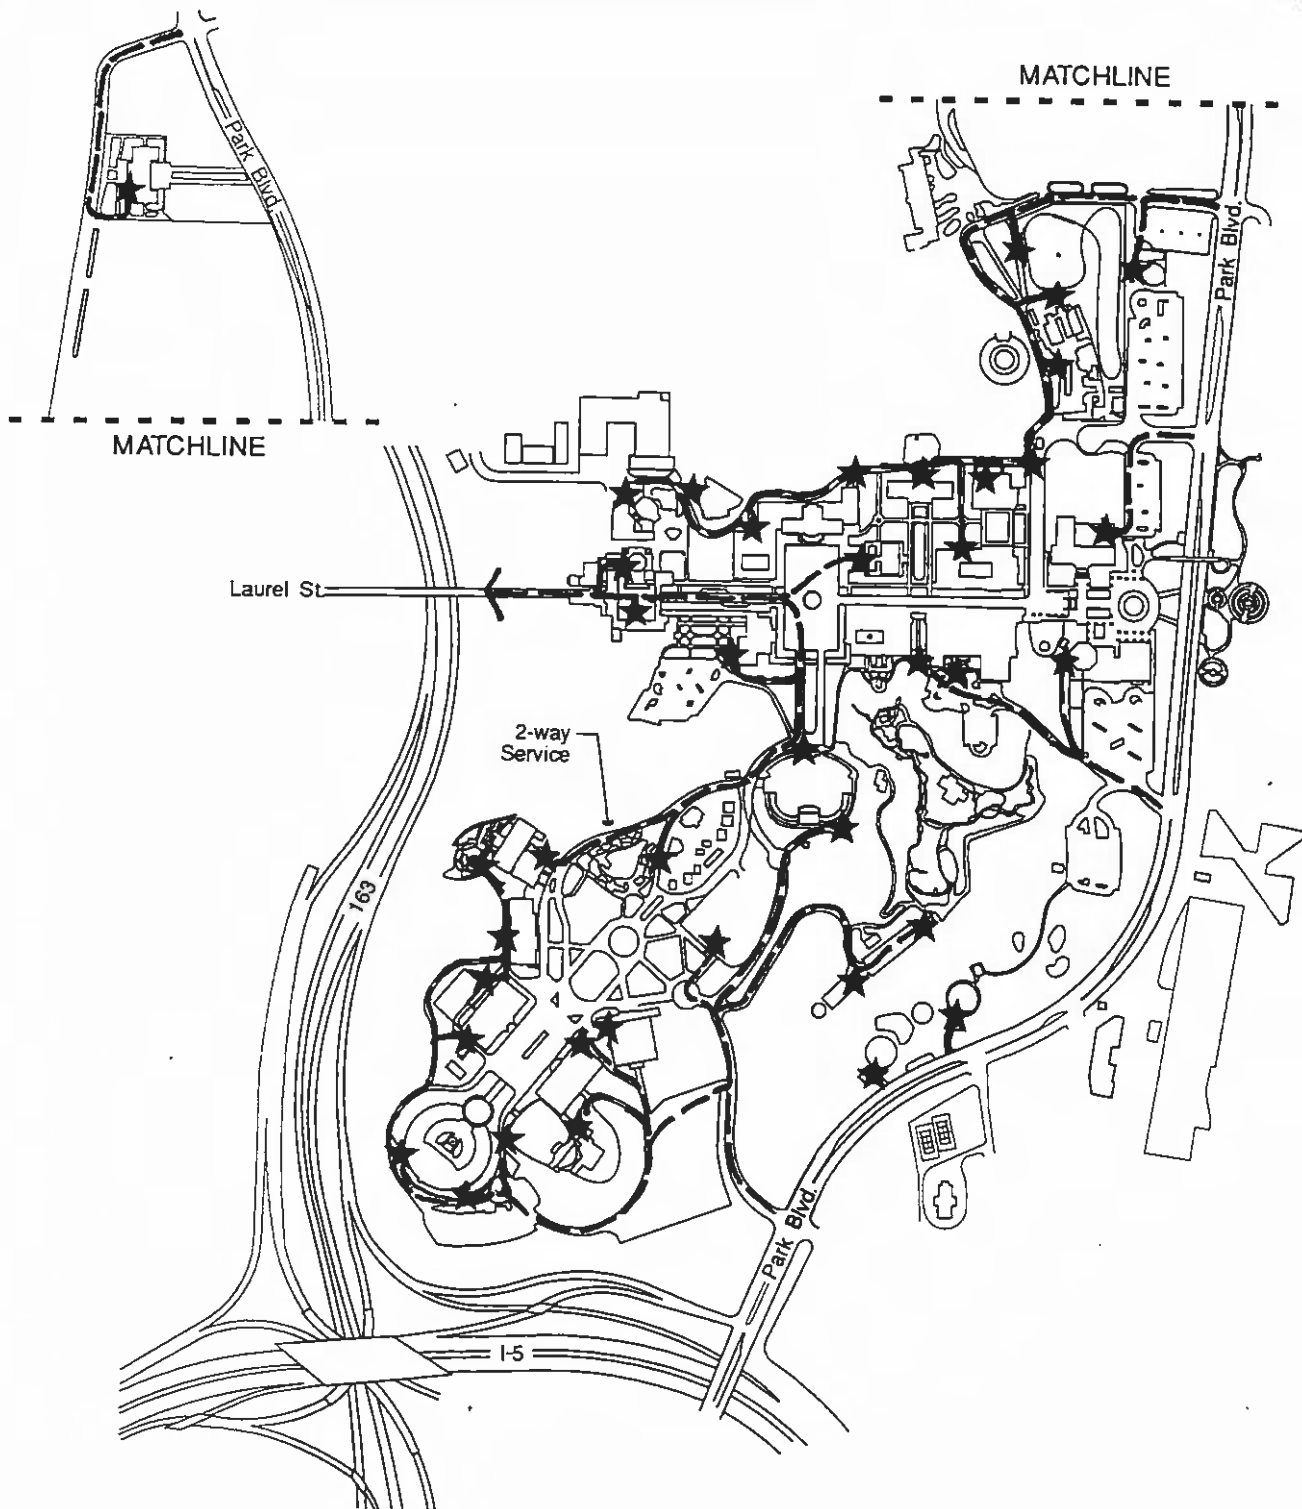 MATCHLINE
Park Blvd.
Park Blvd.
MATCHLINE
Laurel St.
2-way
Service
163
Park Blvd.
I-5